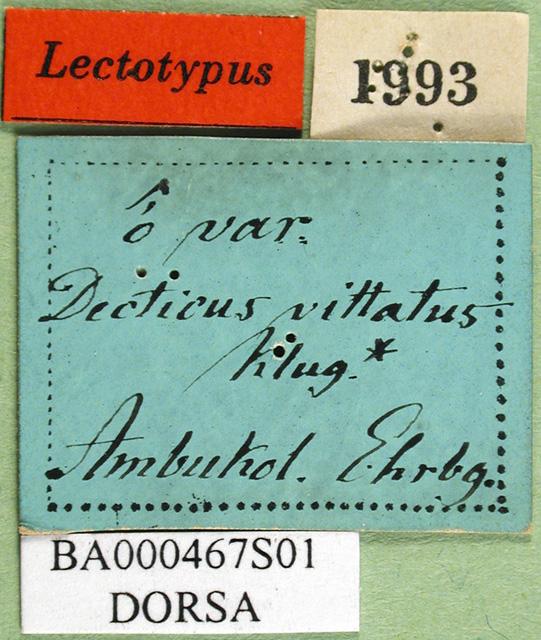 Lectotypus
1993
var.
Decticus vittatus
Klug.*
Ambukol. Ehrbg.
BA000467S01
DORSA